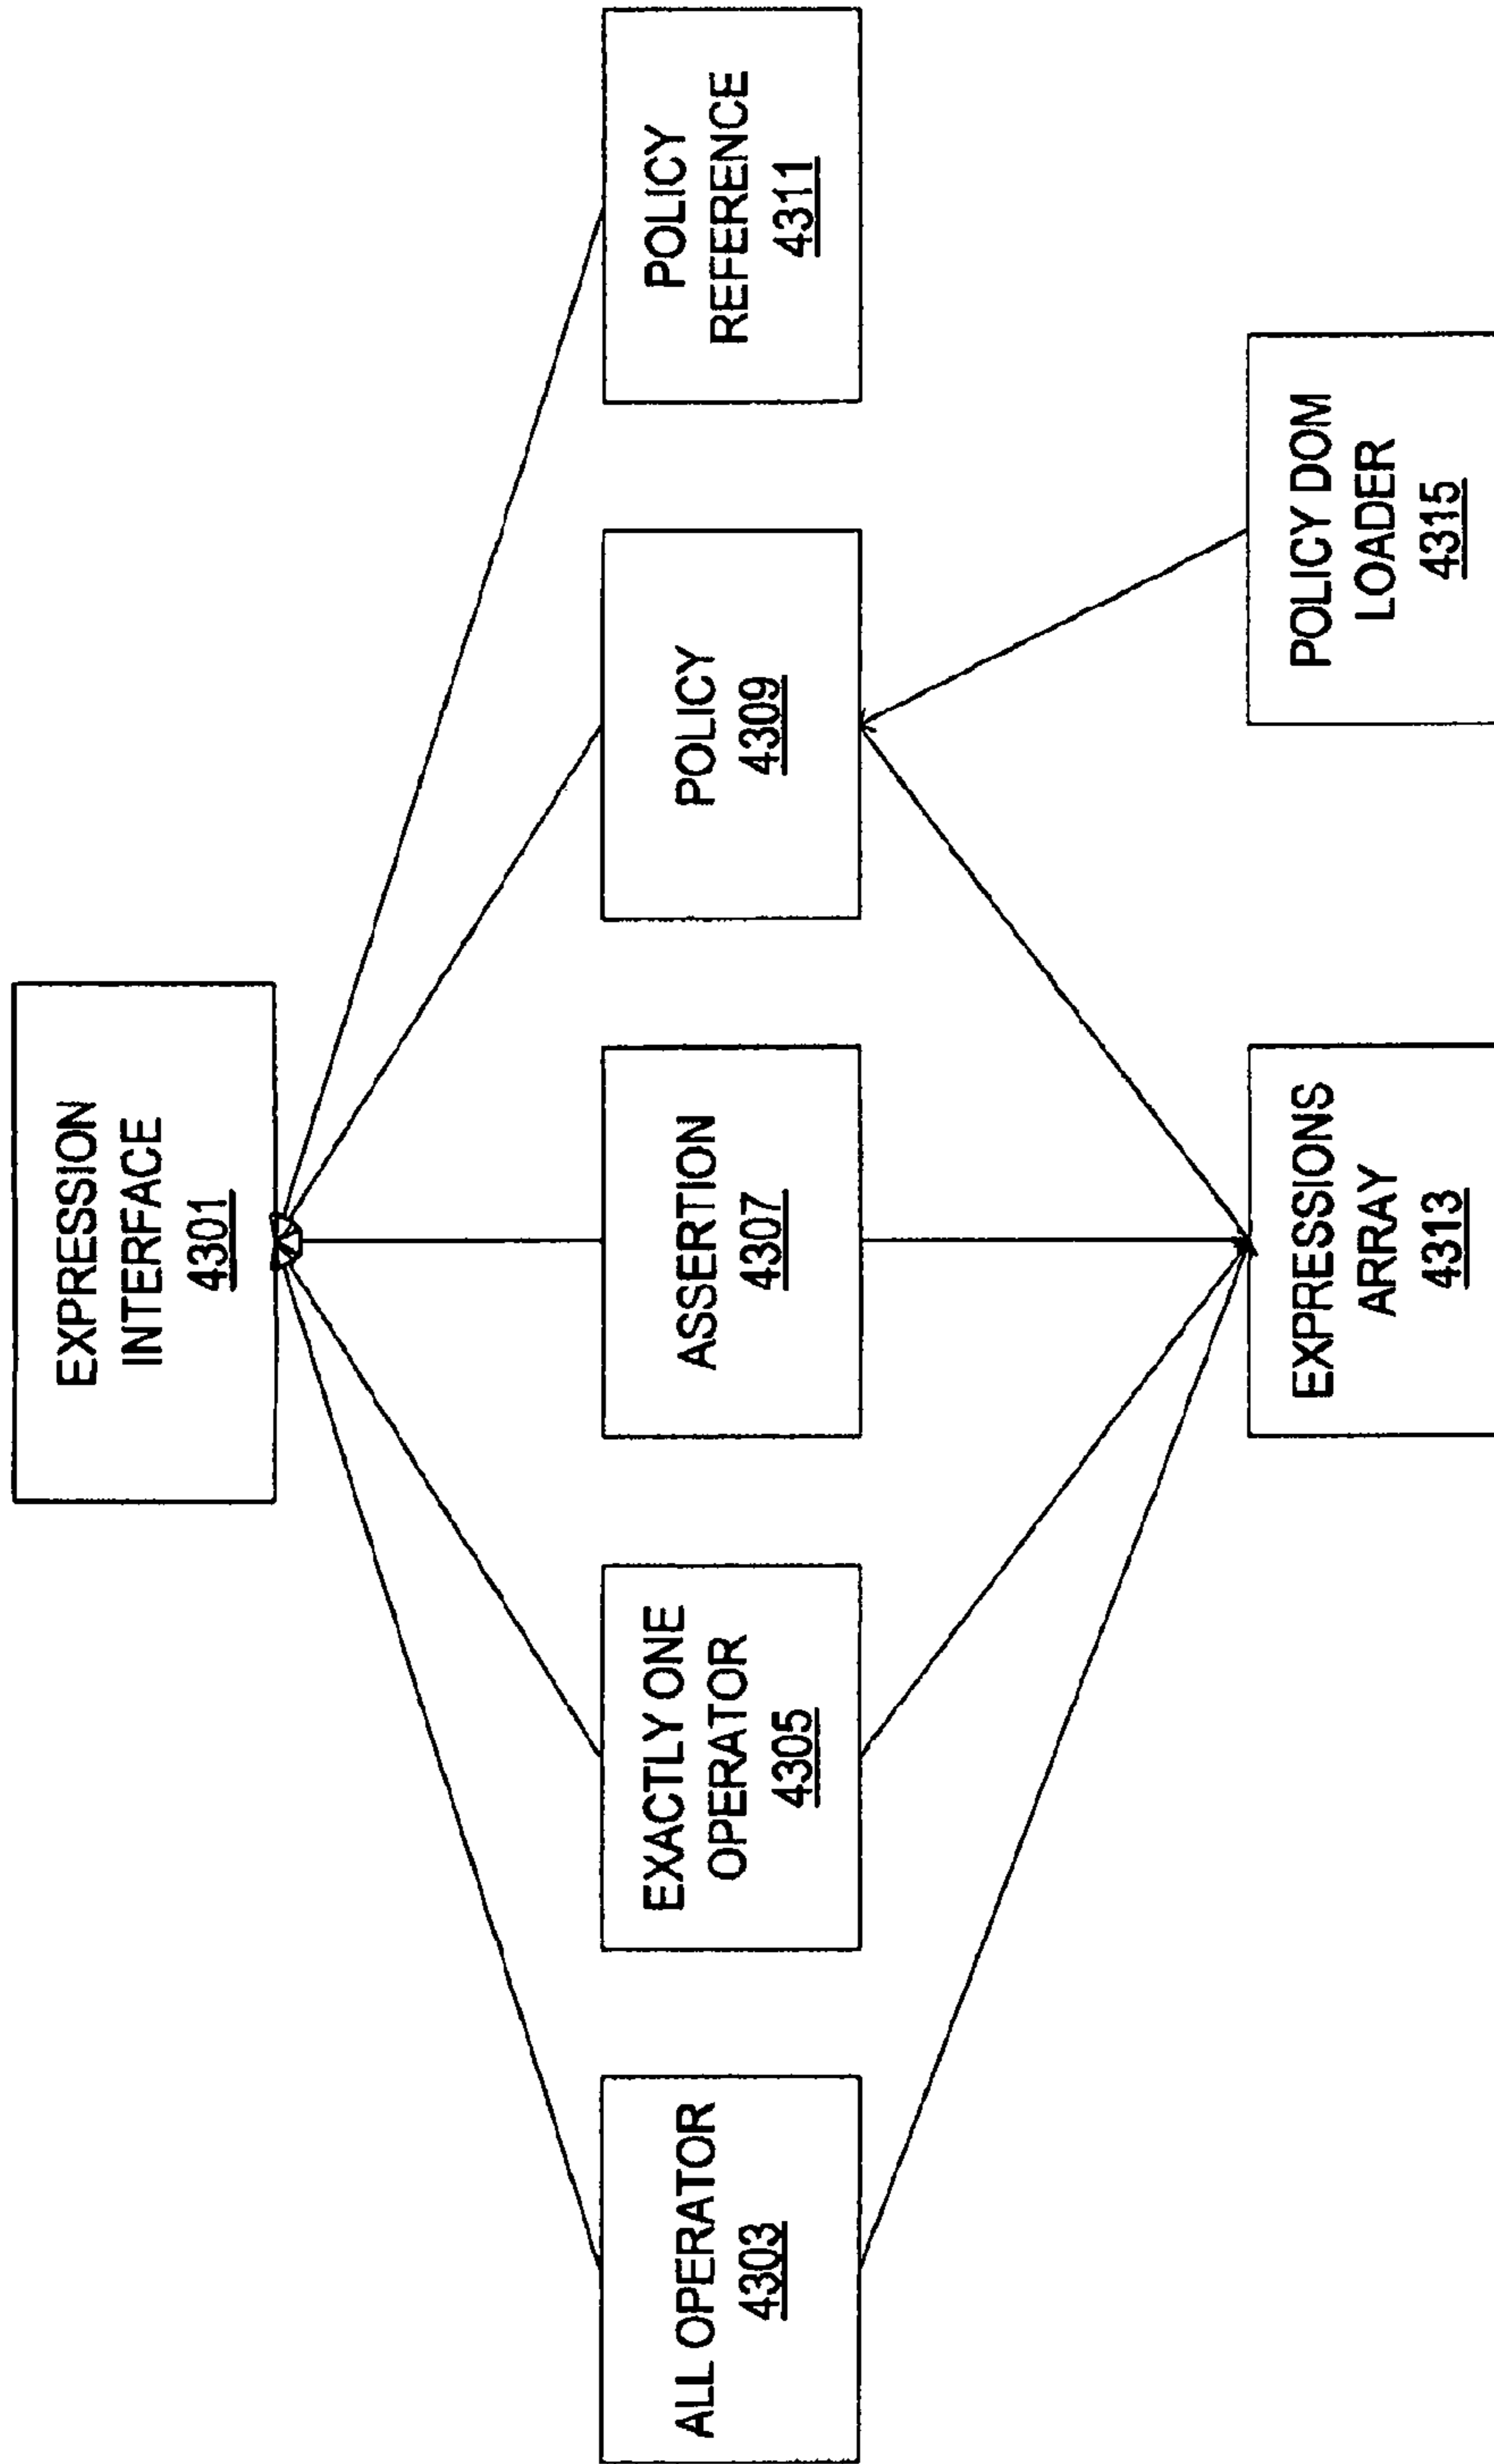 EXPRESSION
INTERFACE
4301
ALL OPERATOR
4303
EXACTLY ONE
OPERATOR
4305
ASSERTION
4307
POLICY
4309
POLICY
REFERENCE
4311
EXPRESSIONS
ARRAY
4313
POLICY DOM
LOADER
4315